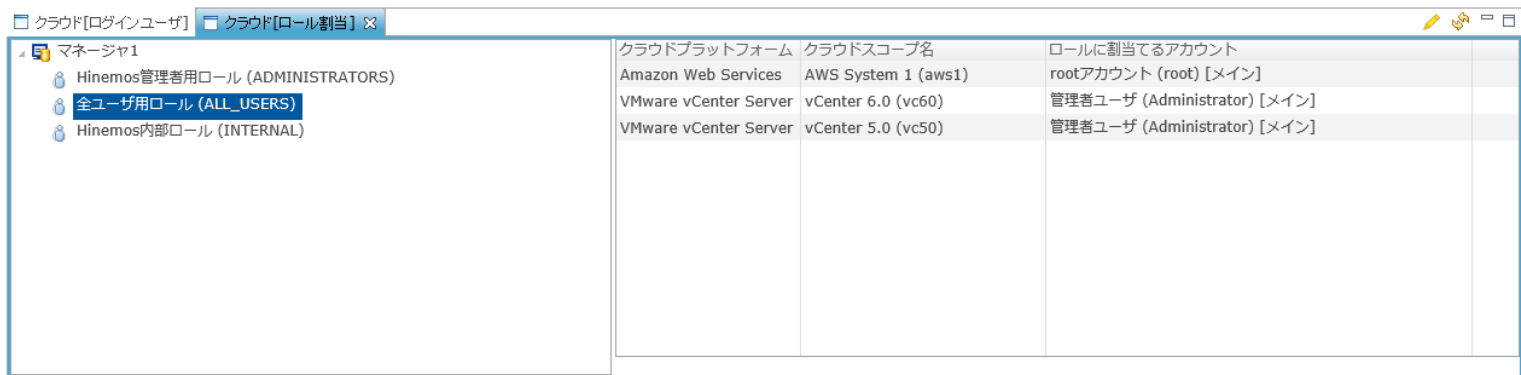 クラウド[ログインユーザ] クラウド[ロール割当]
マネージャ1
Hinemos管理者用ロール (ADMINISTRATORS)
全ユーザ用ロール (ALL_USERS)
Hinemos内部ロール (INTERNAL)
クラウドプラットフォーム クラウドスコープ名 ロールに割当てるアカウント
Amazon Web Services AWS System 1 (aws1) rootアカウント (root) [メイン]
VMware vCenter Server vCenter 6.0 (vc60) 管理者ユーザ (Administrator) [メイン]
VMware vCenter Server vCenter 5.0 (vc50) 管理者ユーザ (Administrator) [メイン]